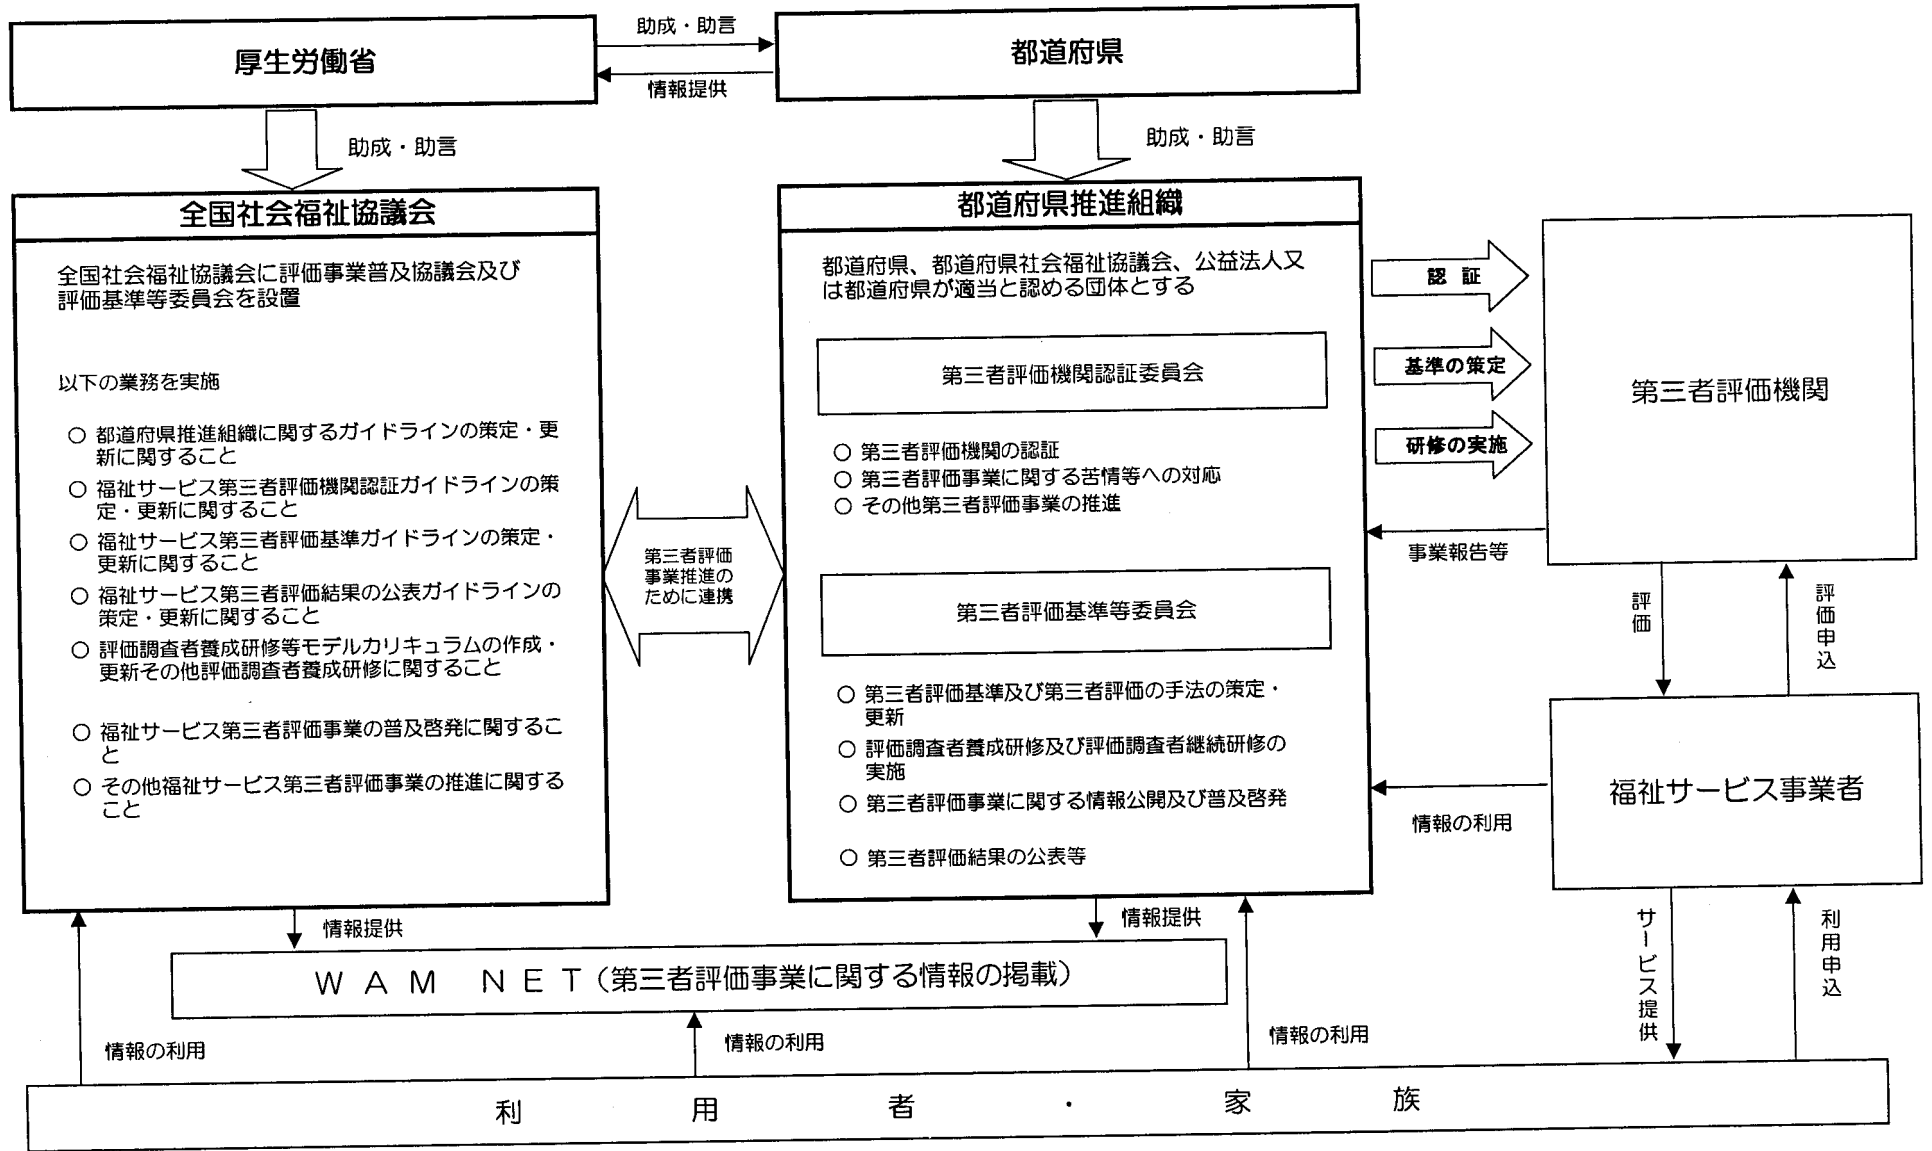 厚生労働省
助成・助言
情報提供
都道府県
助成・助言
助成・助言
全国社会福祉協議会
全国社会福祉協議会に評価事業普及協議会及び
評価基準等委員会を設置
以下の業務を実施
○ 都道府県推進組織に関するガイドラインの策定・更
新に関すること
○ 福祉サービス第三者評価機関認証ガイドラインの策
定・更新に関すること
○ 福祉サービス第三者評価基準ガイドラインの策定・
更新に関すること
○ 福祉サービス第三者評価結果の公表ガイドラインの
策定・更新に関すること
○ 評価調査者養成研修等モデルカリキュラムの作成・
更新その他評価調査者養成研修に関すること
○ 福祉サービス第三者評価事業の普及啓発に関するこ
と
○ その他福祉サービス第三者評価事業の推進に関する
こと
第三者評価
事業推進の
ために連携
都道府県推進組織
都道府県、都道府県社会福祉協議会、公益法人又
は都道府県が適当と認める団体とする
第三者評価機関認証委員会
○ 第三者評価機関の認証
○ 第三者評価事業に関する苦情等への対応
○ その他第三者評価事業の推進
第三者評価基準等委員会
○ 第三者評価基準及び第三者評価の手法の策定・
更新
○ 評価調査者養成研修及び評価調査者継続研修の
実施
○ 第三者評価事業に関する情報公開及び普及啓発
○ 第三者評価結果の公表等
認 証
基準の策定
研修の実施
事業報告等
第三者評価機関
評価
評価申込
福祉サービス事業者
情報の利用
サービス提供
利用申込
情報提供
情報提供
WAM NET(第三者評価事業に関する情報の掲載)
情報の利用
情報の利用
情報の利用
利用者・家族